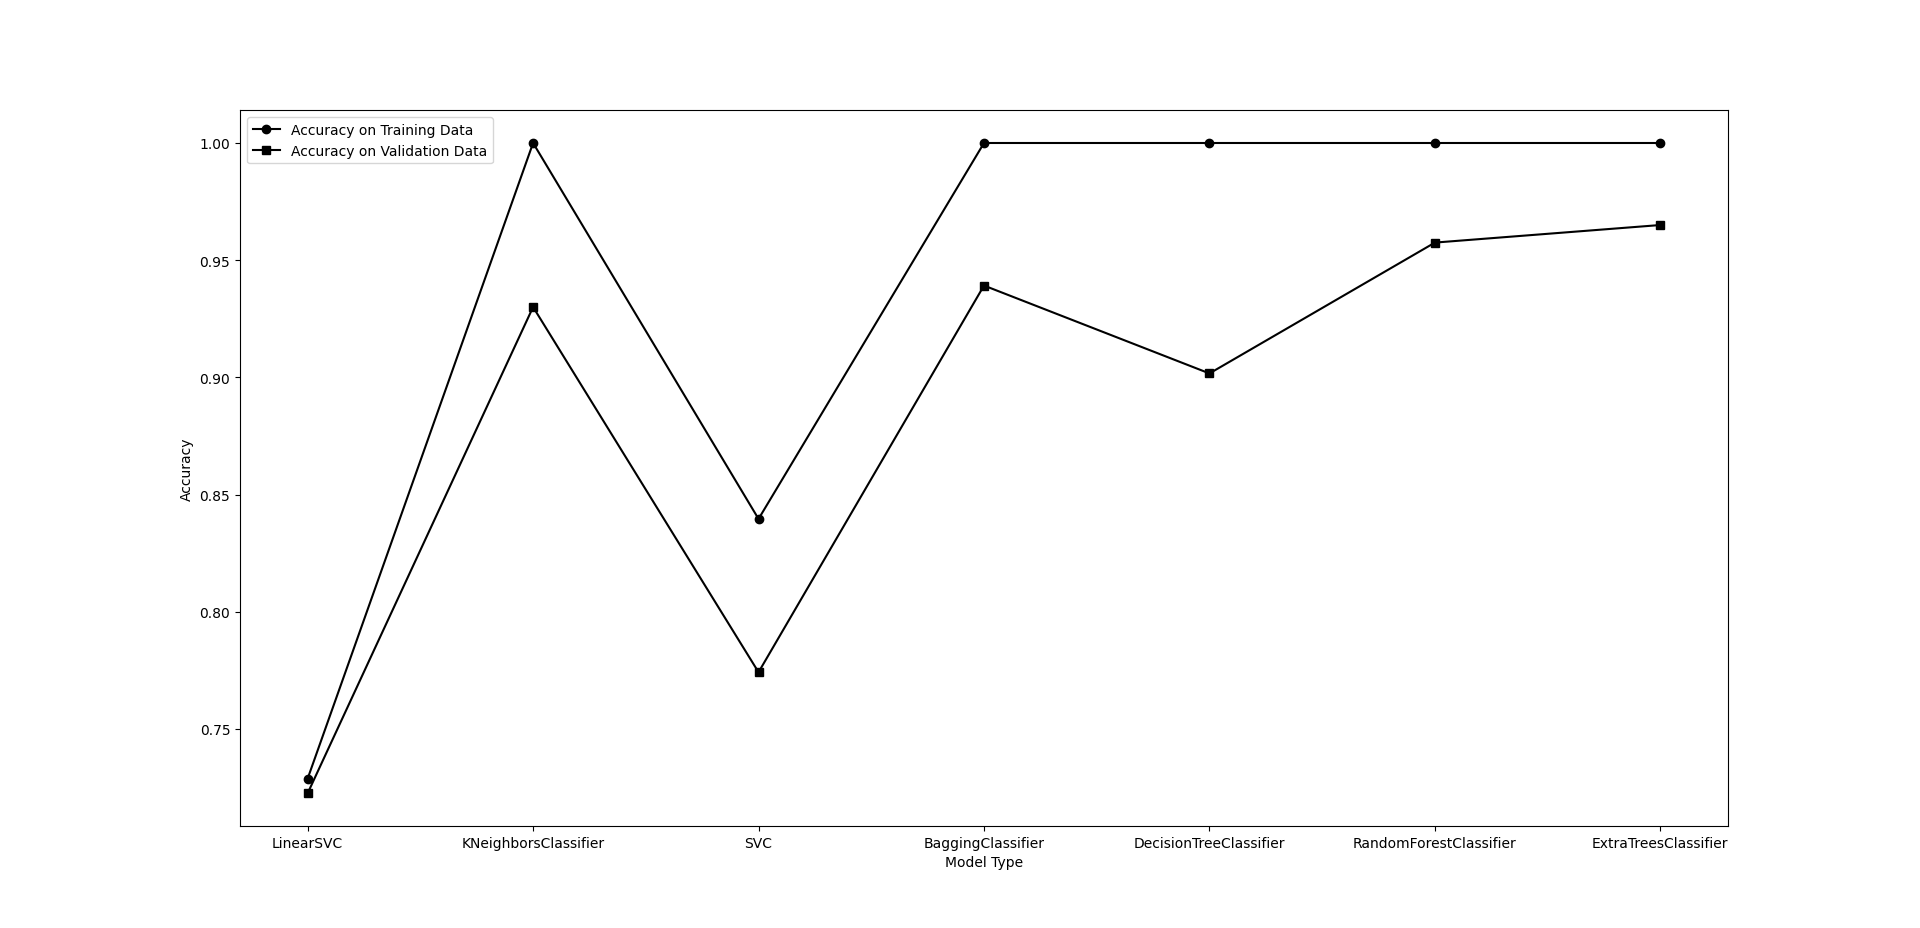 Accuracy on Training Data
Accuracy on Validation Data
1.00
0.95
0.90
0.85
0.80
0.75
Accuracy
LinearSVC KNeighborsClassifier SVC BaggingClassifier DecisionTreeClassifier RandomForestClassifier ExtraTreesClassifier
Model Type